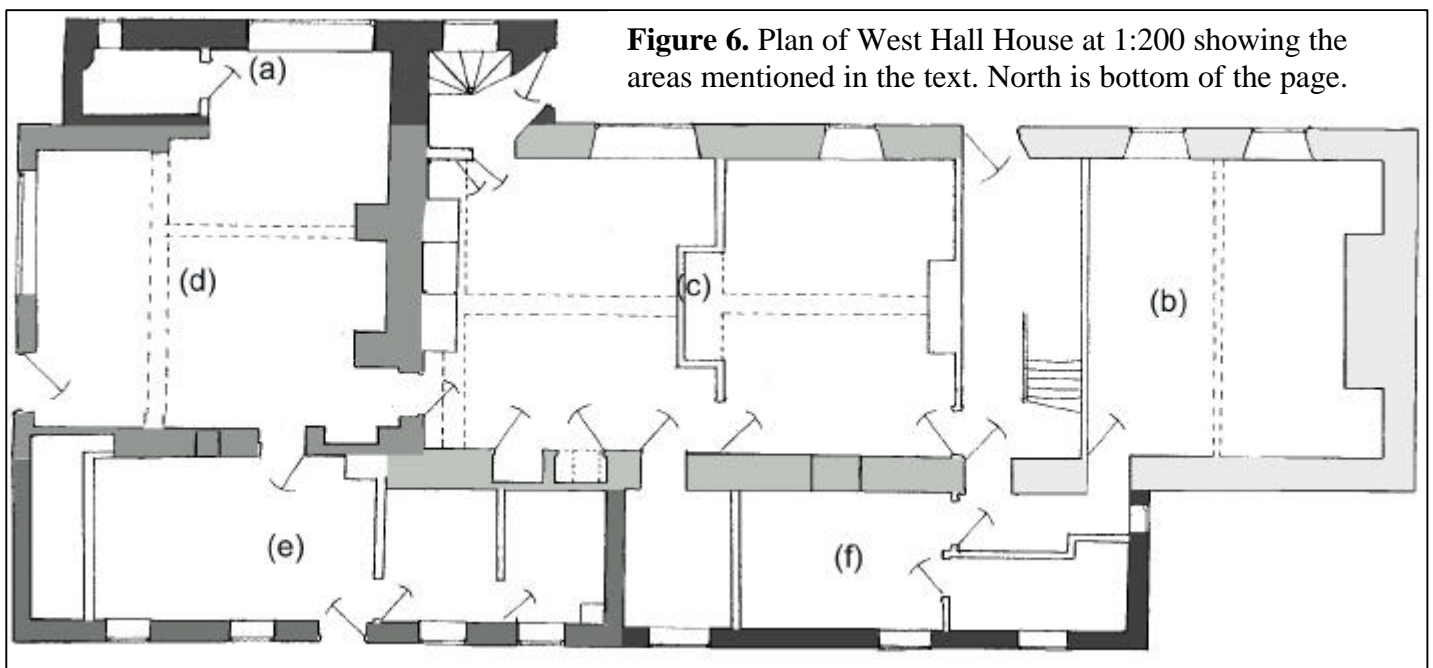 Figure 6. Plan of West Hall House at 1:200 showing the
areas mentioned in the text. North is bottom of the page.
(a)
(d)
(c)
(b)
(e)
(f)